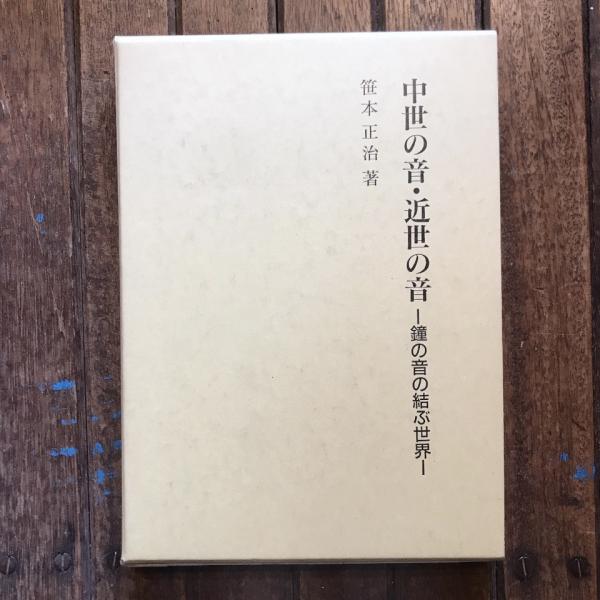 中世の音・近世の音
ー鐘の音の結ぶ世界ー
笹本正治著